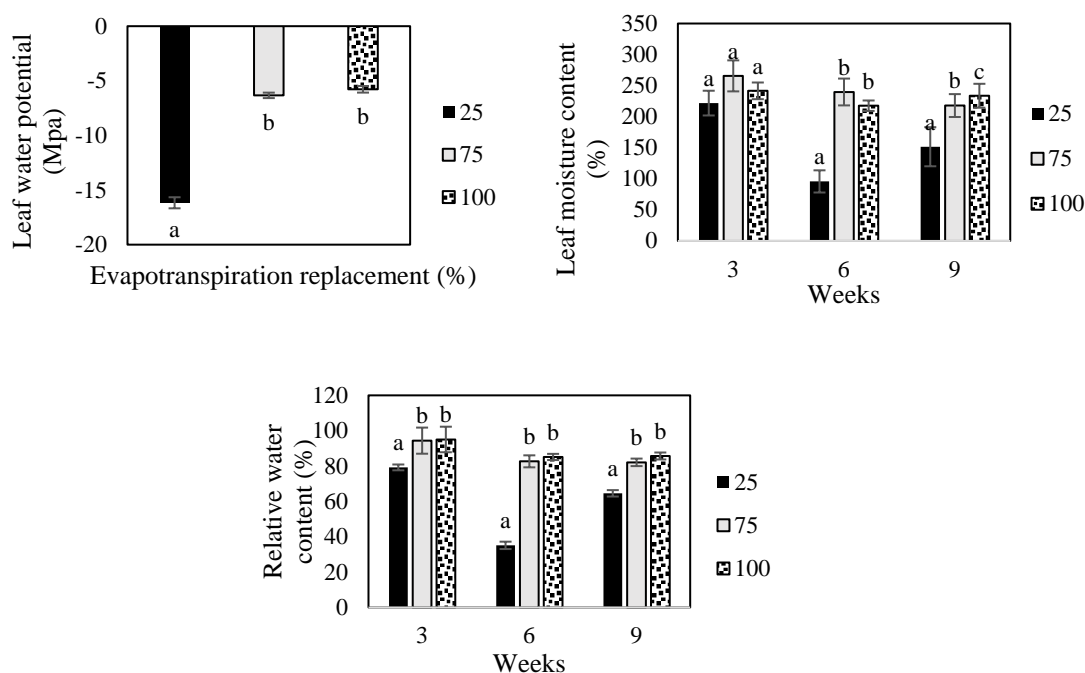 0
-5
-10
-15
-20
Leaf water potential
(Mpa)
a
b
b
Evapotranspiration replacement (%)
25
75
100
350
300
250
200
150
100
50
0
Leaf moisture content
(%)
a
a
a
a
b
b
a
b
c
3
6
9
Weeks
25
75
100
120
100
80
60
40
20
0
Relative water
content (%)
a
b
b
a
b
b
a
b
b
3
6
9
Weeks
25
75
100